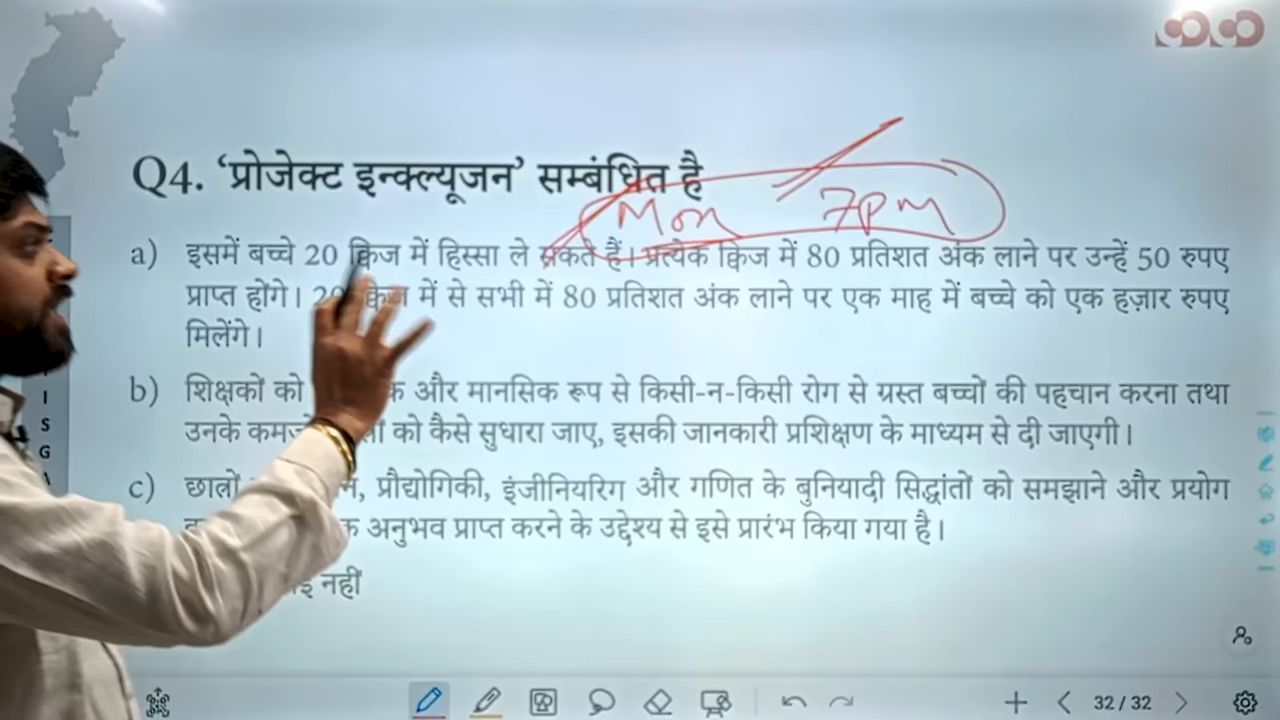 Q4. ‘प्रोजेक्ट इन्क्ल्यूजन’ सम्बंधित है
Mon 7pm
a) इसमें बच्चे 20 क्विज में हिस्सा ले सकते हैं। प्रत्येक क्विज में 80 प्रतिशत अंक लाने पर उन्हें 50 रुपए
प्राप्त होंगे। 20 क्विज में से सभी में 80 प्रतिशत अंक लाने पर एक माह में बच्चे को एक हज़ार रुपए
मिलेंगे।
b) शिक्षकों को और मानसिक रूप से किसी-न-किसी रोग से ग्रस्त बच्चों की पहचान करना तथा
उनके को कैसे सुधारा जाए, इसकी जानकारी प्रशिक्षण के माध्यम से दी जाएगी।
c) छात्रों प्रौद्योगिकी, इंजीनियरिग और गणित के बुनियादी सिद्धांतों को समझाने और प्रयोग
अनुभव प्राप्त करने के उद्देश्य से इसे प्रारंभ किया गया है।
नहीं
I
S
G
32 / 32